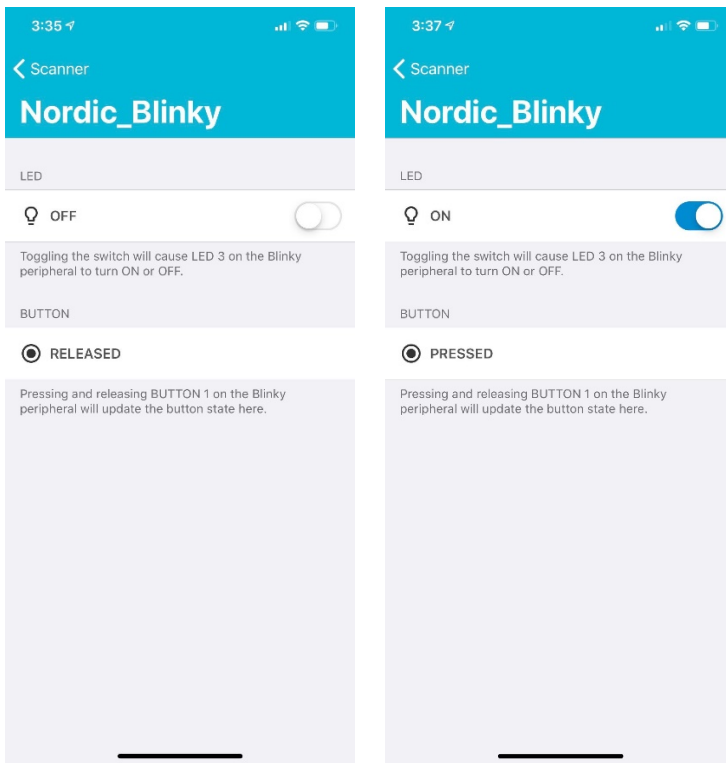 3:35
Scanner
Nordic_Blinky
LED
OFF
Toggling the switch will cause LED 3 on the Blinky
peripheral to turn ON or OFF.
BUTTON
RELEASED
Pressing and releasing BUTTON 1 on the Blinky
peripheral will update the button state here.
3:37
Scanner
Nordic_Blinky
LED
ON
Toggling the switch will cause LED 3 on the Blinky
peripheral to turn ON or OFF.
BUTTON
PRESSED
Pressing and releasing BUTTON 1 on the Blinky
peripheral will update the button state here.